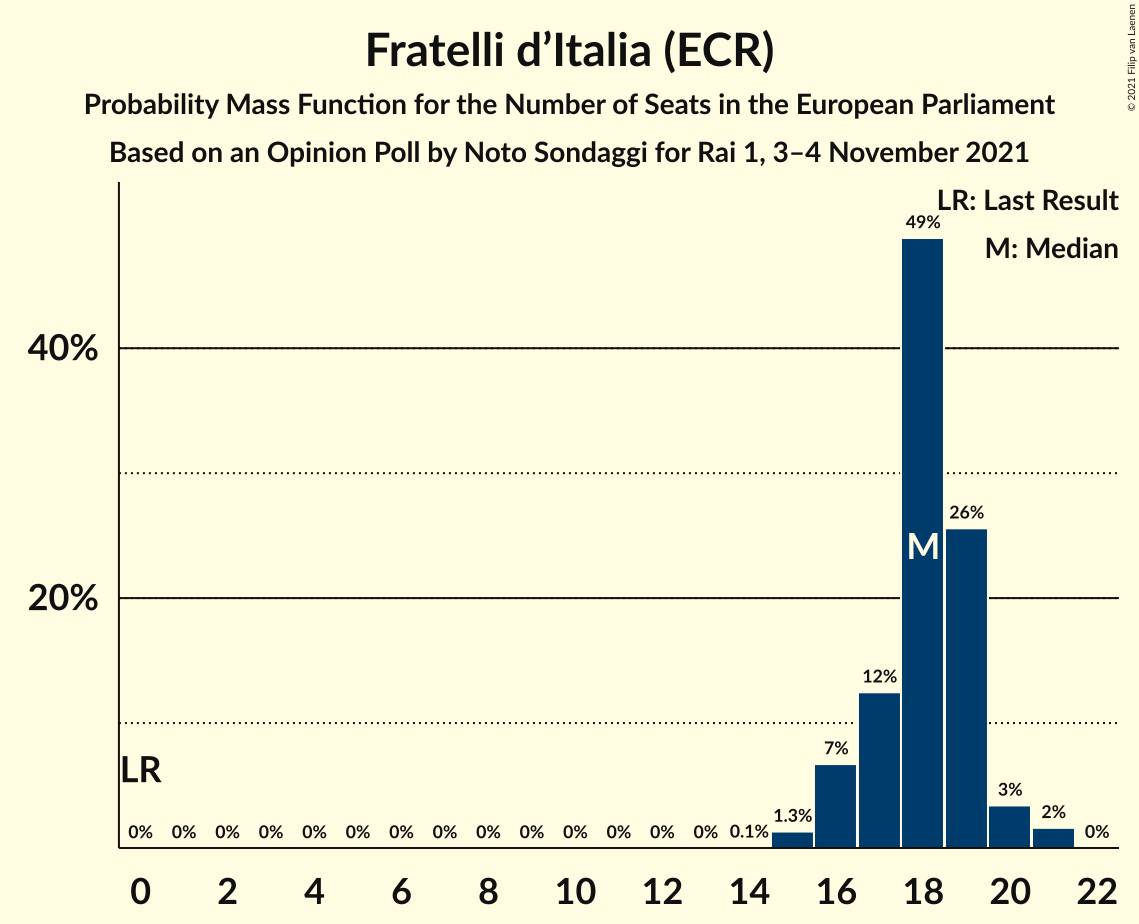 Fratelli d’Italia (ECR)
Probability Mass Function for the Number of Seats in the European Parliament
Based on an Opinion Poll by Noto Sondaggi for Rai 1, 3–4 November 2021
© 2021 Filip van Laenen
LR: Last Result
M: Median
49%
40%
26%
M
20%
12%
7%
LR
3%
2%
1.3%
0% 0% 0% 0% 0% 0% 0% 0% 0% 0% 0% 0% 0% 0% 0.1% 0%
0 2 4 6 8 10 12 14 16 18 20 22